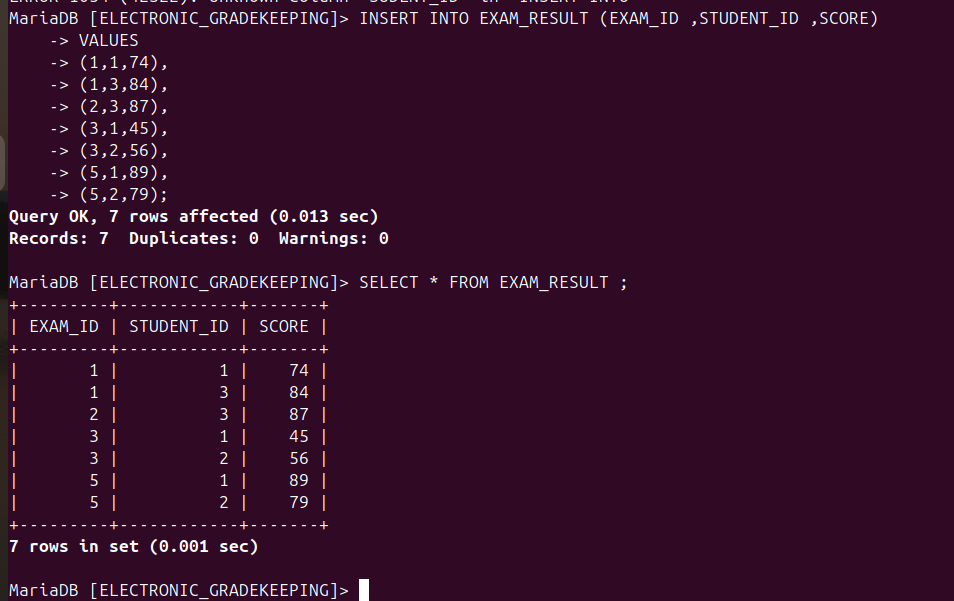 MariaDB [ELECTRONIC_GRADEKEEPING]> INSERT INTO EXAM_RESULT (EXAM_ID ,STUDENT_ID ,SCORE)
    -> VALUES
    -> (1,1,74),
    -> (1,3,84),
    -> (2,3,87),
    -> (3,1,45),
    -> (3,2,56),
    -> (5,1,89),
    -> (5,2,79);
Query OK, 7 rows affected (0.013 sec)
Records: 7  Duplicates: 0  Warnings: 0
MariaDB [ELECTRONIC_GRADEKEEPING]> SELECT * FROM EXAM_RESULT ;
+---------+------------+-------+
| EXAM_ID | STUDENT_ID | SCORE |
+---------+------------+-------+
|       1 |          1 |    74 |
|       1 |          3 |    84 |
|       2 |          3 |    87 |
|       3 |          1 |    45 |
|       3 |          2 |    56 |
|       5 |          1 |    89 |
|       5 |          2 |    79 |
+---------+------------+-------+
7 rows in set (0.001 sec)
MariaDB [ELECTRONIC_GRADEKEEPING]>